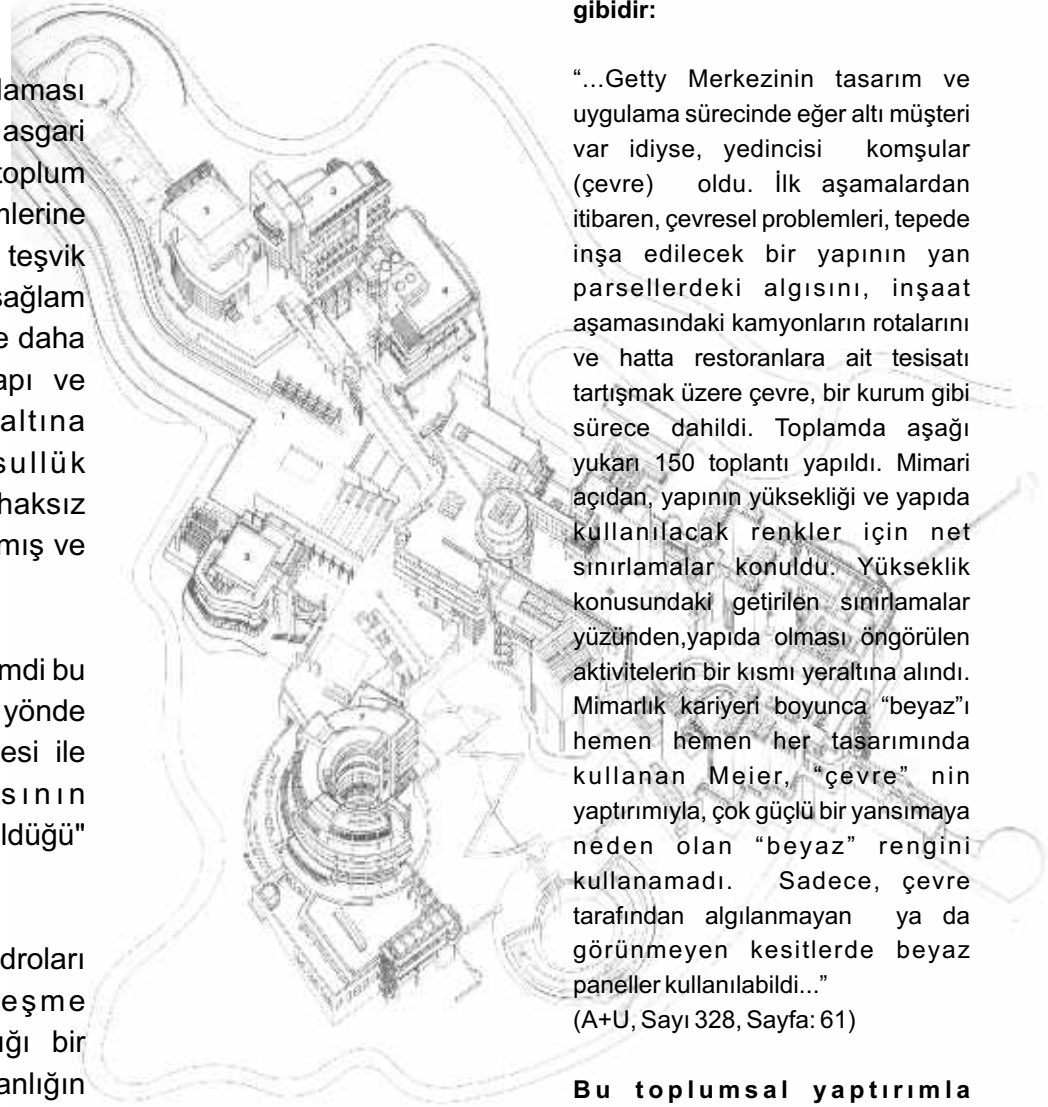 laması
asgari
toplum
nlerine
teşvik
sağlam
e daha
apı ve
altına
sullük
haksız
mış ve
mdi bu
yönde
esi ile
sının
ldüğü"
droları
eşme
ığı bir
anlığın
gibidir:
“...Getty Merkezinin tasarım ve
uygulama sürecinde eğer altı müşteri
var idiyse, yedincisi komşular
(çevre) oldu. İlk aşamalardan
itibaren, çevresel problemleri, tepede
inşa edilecek bir yapının yan
parsellerdeki algısını, inşaat
aşamasındaki kamyonların rotalarını
ve hatta restoranlara ait tesisatı
tartışmak üzere çevre, bir kurum gibi
sürece dahildi. Toplamda aşağı
yukarı 150 toplantı yapıldı. Mimari
açıdan, yapının yüksekliği ve yapıda
kullanılacak renkler için net
sınırlamalar konuldu. Yükseklik
konusundaki getirilen sınırlamalar
yüzünden,yapıda olması öngörülen
aktivitelerin bir kısmı yeraltına alındı.
Mimarlık kariyeri boyunca “beyaz”ı
hemen hemen her tasarımında
kullanan Meier, “çevre” nin
yaptırımıyla, çok güçlü bir yansımaya
neden olan “beyaz” rengini
kullanamadı. Sadece, çevre
tarafından algılanmayan ya da
görünmeyen kesitlerde beyaz
paneller kullanılabildi...”
(A+U, Sayı 328, Sayfa: 61)
Bu toplumsal yaptırımla